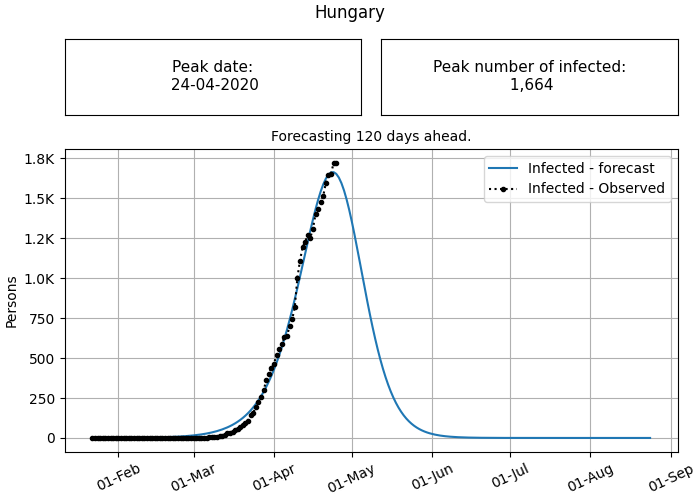 Hungary
Peak date:
24-04-2020
Peak number of infected:
1,664
Forecasting 120 days ahead.
Infected - forecast
Infected - Observed
Persons
1.8K
1.5K
1.2K
1.0K
750
500
250
0
01-Feb
01-Mar
01-Apr
01-May
01-Jun
01-Jul
01-Aug
01-Sep